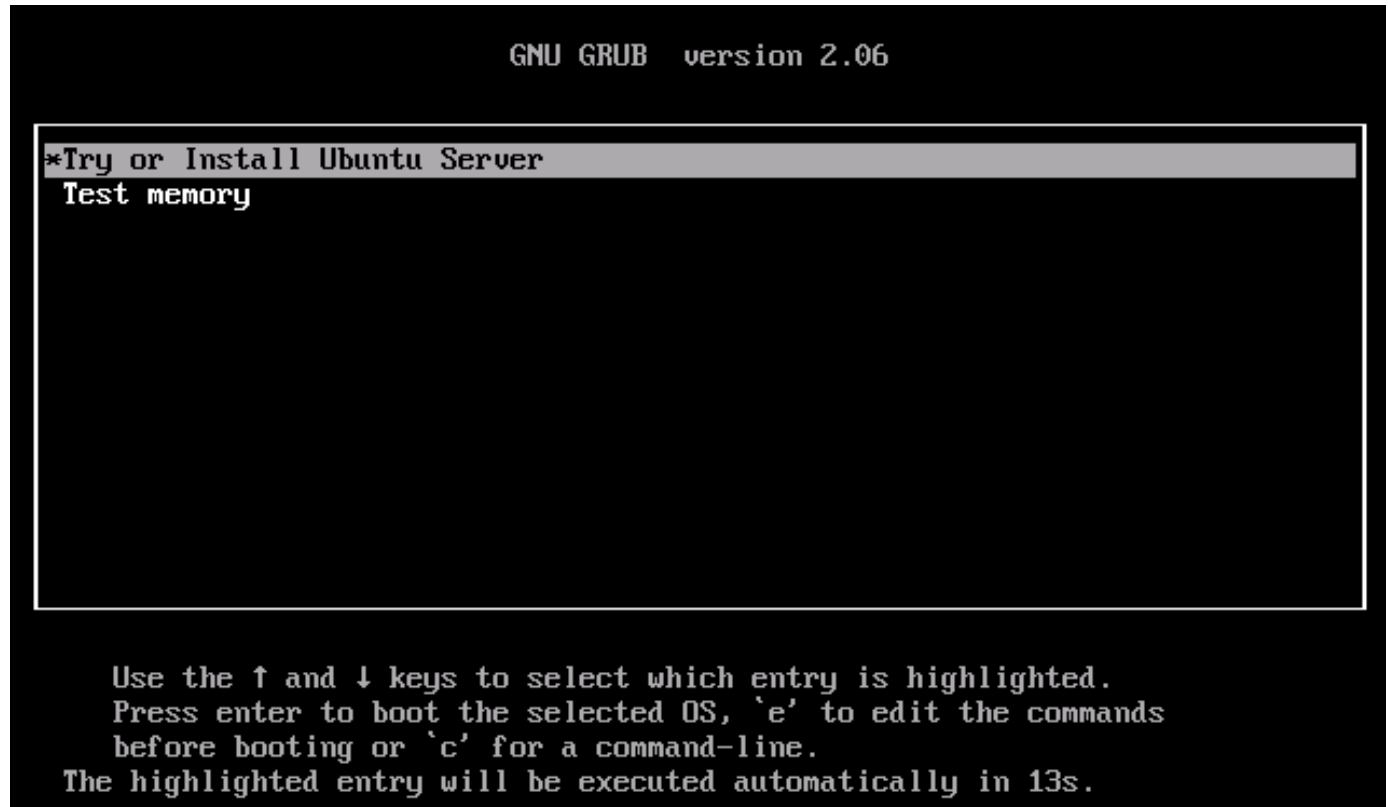 GNU GRUB  version 2.06
*Try or Install Ubuntu Server
Test memory
Use the ↑ and ↓ keys to select which entry is highlighted.
Press enter to boot the selected OS, `e' to edit the commands
before booting or `c' for a command-line.
The highlighted entry will be executed automatically in 13s.